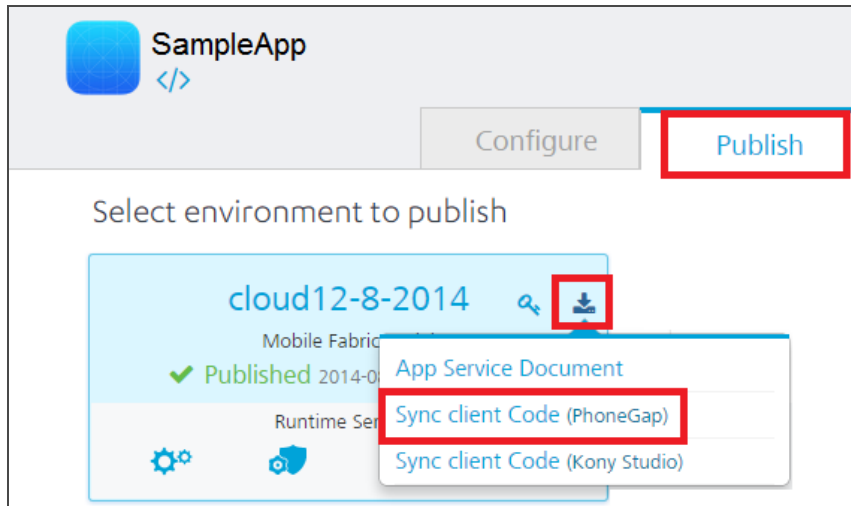 SampleApp
</>
Configure
Publish
Select environment to publish
cloud12-8-2014
Mobile Fabric
Published 2014-0
App Service Document
Sync client Code (PhoneGap)
Runtime Ser
Sync client Code (Kony Studio)